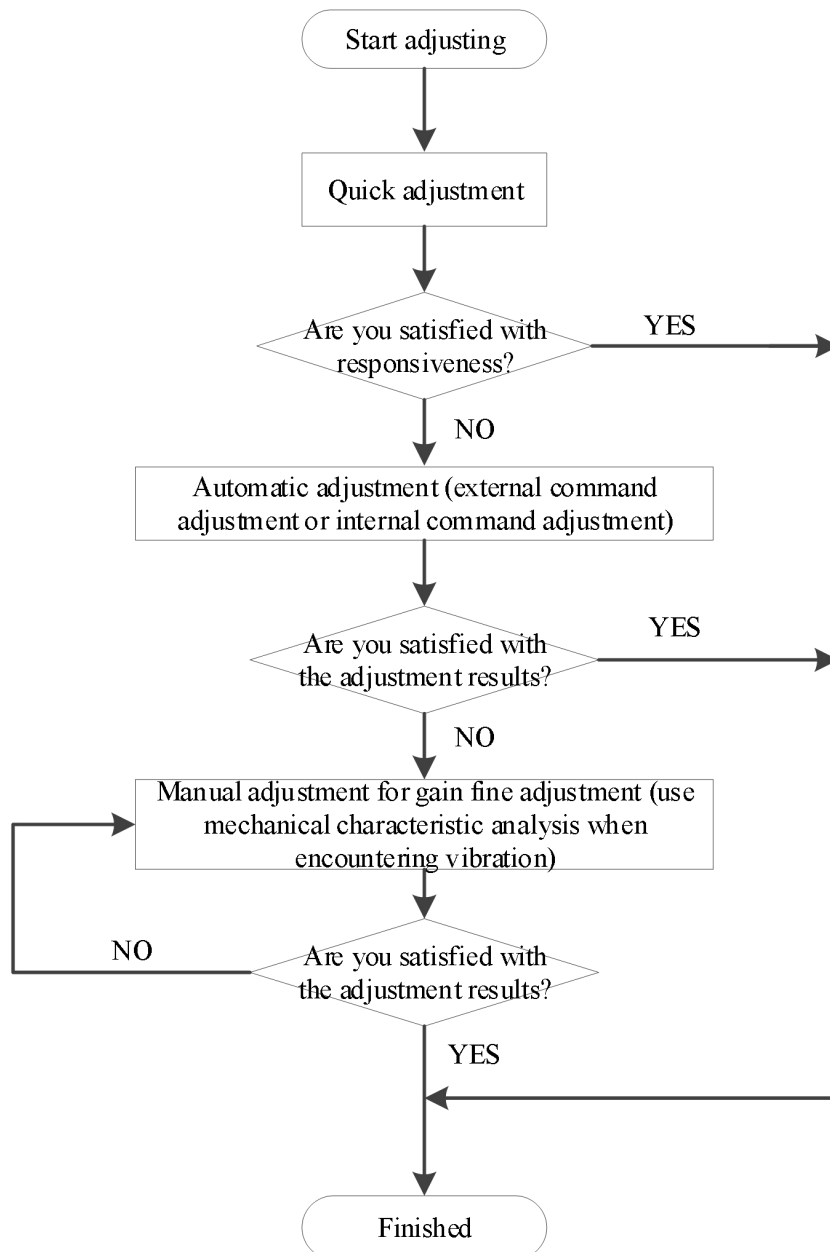 Start adjusting
Quick adjustment
Are you satisfied with
responsiveness?
YES
NO
Automatic adjustment (external command
adjustment or internal command adjustment)
Are you satisfied with
the adjustment results?
YES
NO
Manual adjustment for gain fine adjustment (use
mechanical characteristic analysis when
encountering vibration)
Are you satisfied with
the adjustment results?
NO
YES
Finished